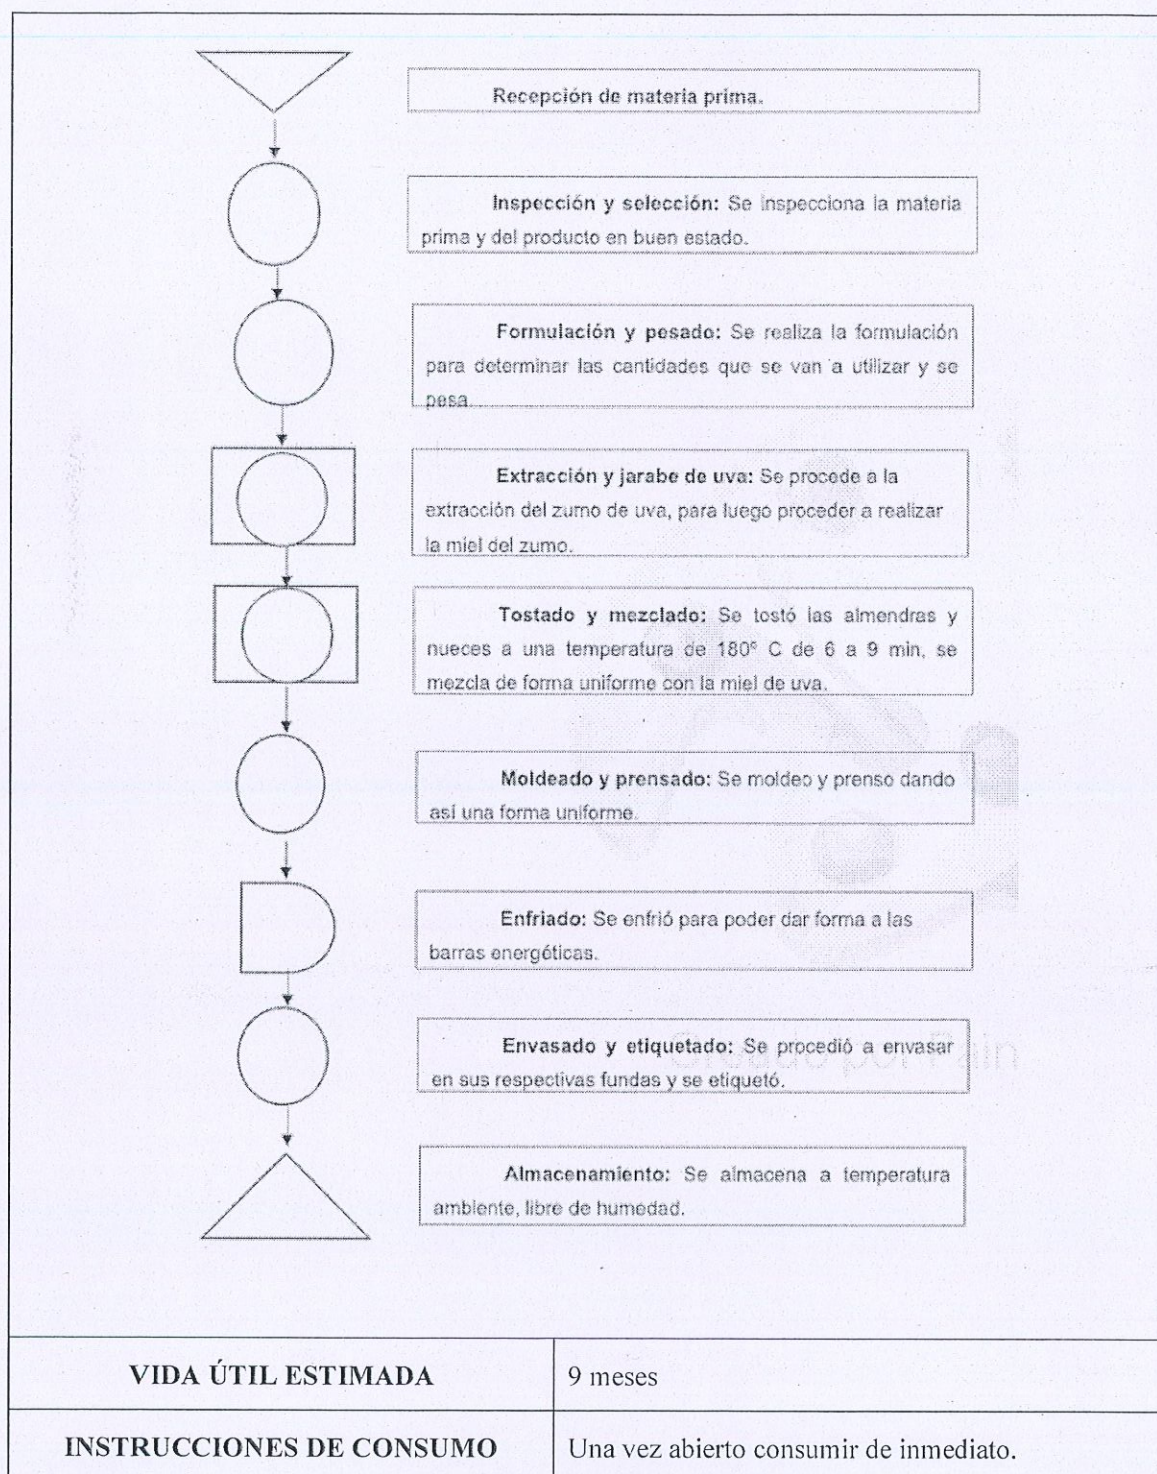 Recepción de materia prima.
Inspección y selección: Se inspecciona la materia
prima y del producto en buen estado.
Formulación y pesado: Se realiza la formulación
para determinar las cantidades que se van a utilizar y se
pesa.
Extracción y jarabe de uva: Se procede a la
extracción del zumo de uva, para luego proceder a realizar
la miel del zumo.
Tostado y mezclado: Se tostó las almendras y
nueces a una temperatura de 180º C de 6 a 9 min, se
mezcla de forma uniforme con la miel de uva.
Moldeado y prensado: Se moldeo y prenso dando
así una forma uniforme.
Enfriado: Se enfrió para poder dar forma a las
barras energéticas.
Envasado y etiquetado: Se procedió a envasar
en sus respectivas fundas y se etiquetó.
Almacenamiento: Se almacena a temperatura
ambiente, libre de humedad.
VIDA ÚTIL ESTIMADA 9 meses
INSTRUCCIONES DE CONSUMO Una vez abierto consumir de inmediato.